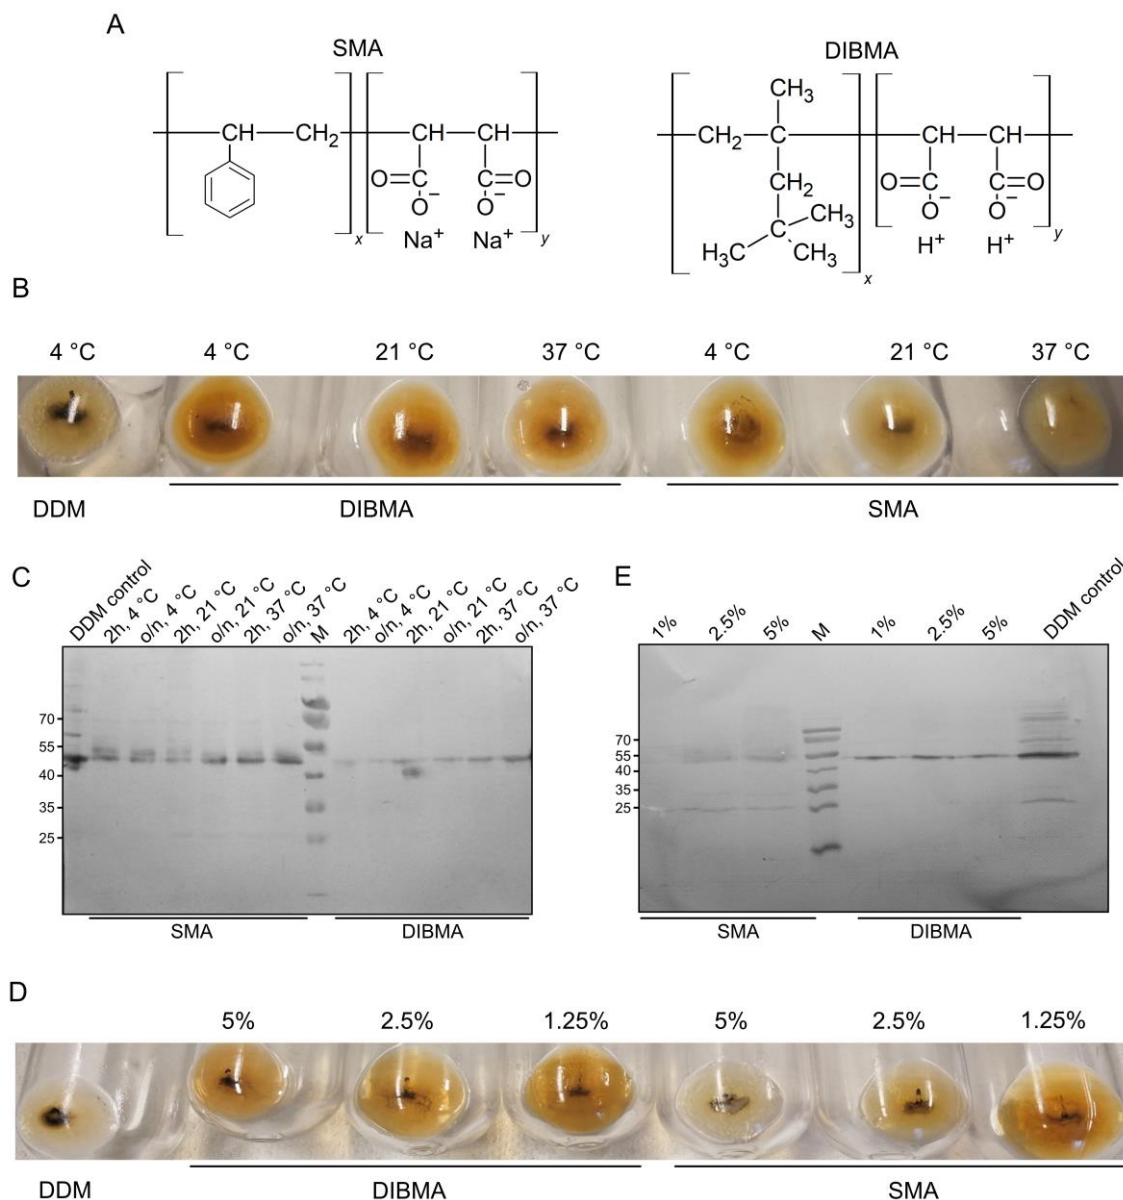 A
SMA
CH CH₂ CH CH
O=C C=O
O⁻ O⁻
Na⁺ Na⁺
x y
DIBMA
CH₃
CH₂ C CH CH
CH₂ O=C C=O
O⁻ O⁻
C CH₃
H₃C CH₃ H⁺ H⁺
x y
B
4 °C 4 °C 21 °C 37 °C 4 °C 21 °C 37 °C
DDM DIBMA SMA
C
DDM control
2h, 4 °C
o/n, 4 °C
2h, 21 °C
o/n, 21 °C
2h, 37 °C
o/n, 37 °C
M
2h, 4 °C
o/n, 4 °C
2h, 21 °C
o/n, 21 °C
2h, 37 °C
o/n, 37 °C
70
55
40
35
25
SMA DIBMA
E
1% 2.5% 5% M 1% 2.5% 5% DDM control
70
55
40
35
25
SMA DIBMA
D
5% 2.5% 1.25% 5% 2.5% 1.25%
DDM DIBMA SMA